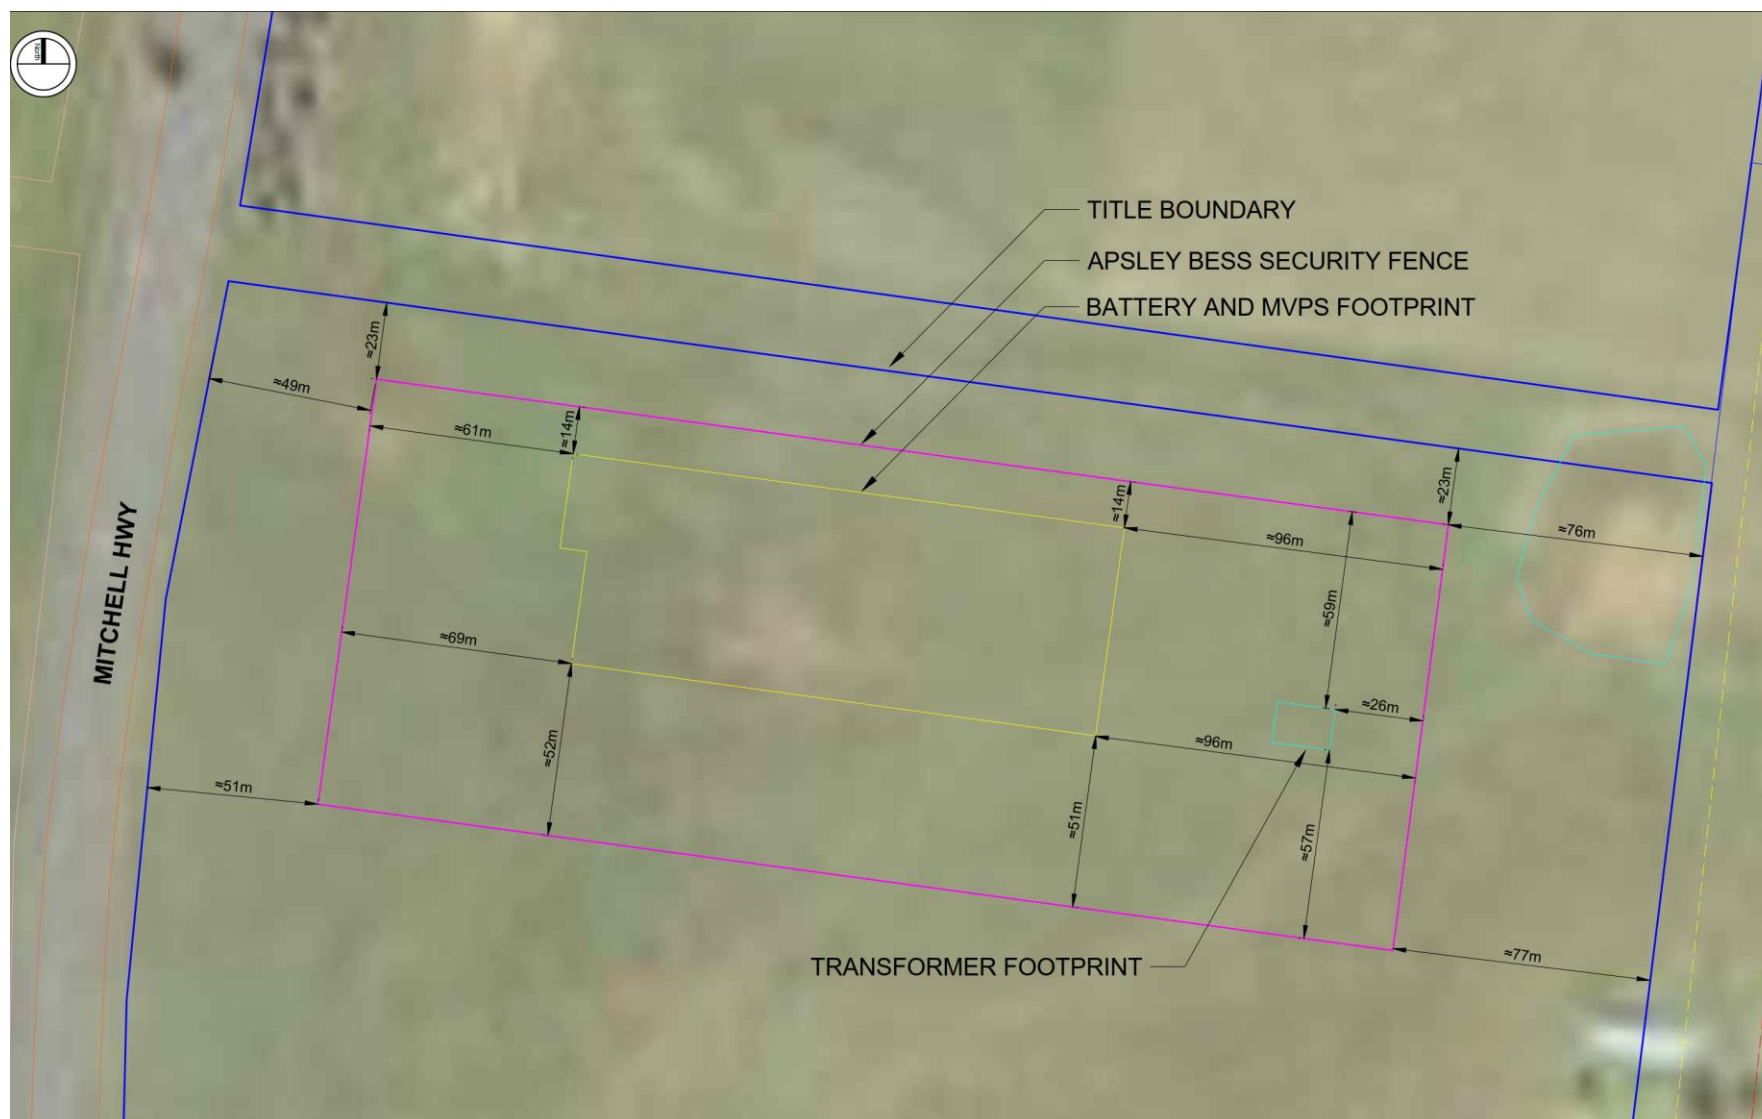 North
TITLE BOUNDARY
APSLEY BESS SECURITY FENCE
BATTERY AND MVPS FOOTPRINT
≈23m
≈49m
≈61m
≈14m
≈23m
≈14m
≈96m
≈76m
≈59m
MITCHELL HWY
≈69m
≈26m
≈52m
≈96m
≈51m
≈51m
≈57m
TRANSFORMER FOOTPRINT
≈77m